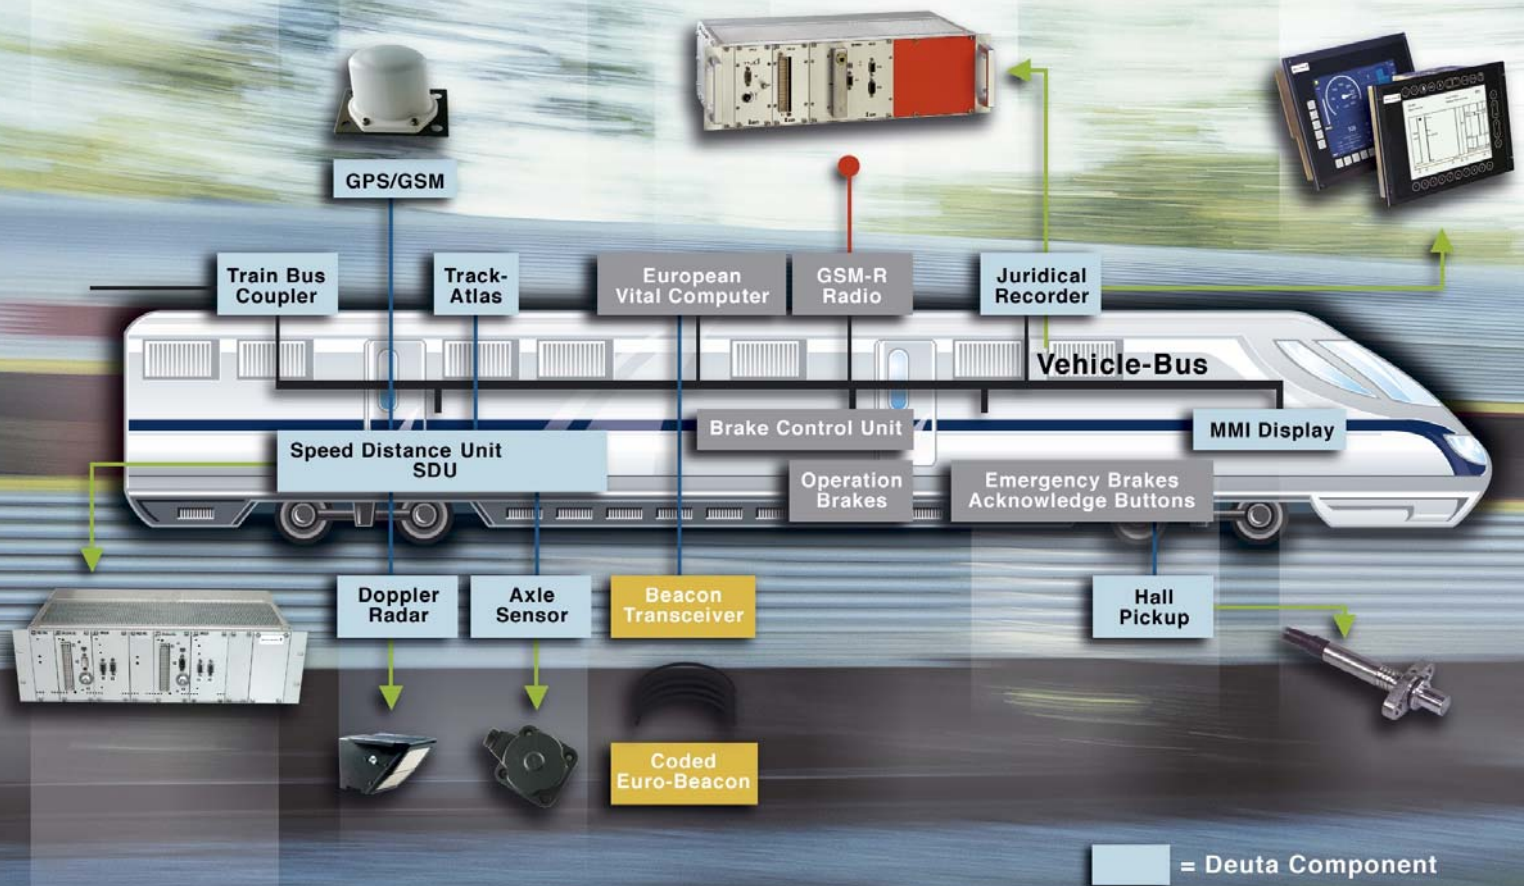 GPS/GSM
Train Bus
Coupler
Track-
Atlas
European
Vital Computer
GSM-R
Radio
Juridical
Recorder
Vehicle-Bus
Brake Control Unit
MMI Display
Speed Distance Unit
SDU
Operation
Brakes
Emergency Brakes
Acknowledge Buttons
Doppler
Radar
Axle
Sensor
Beacon
Transceiver
Hall
Pickup
Coded
Euro-Beacon
= Deuta Component